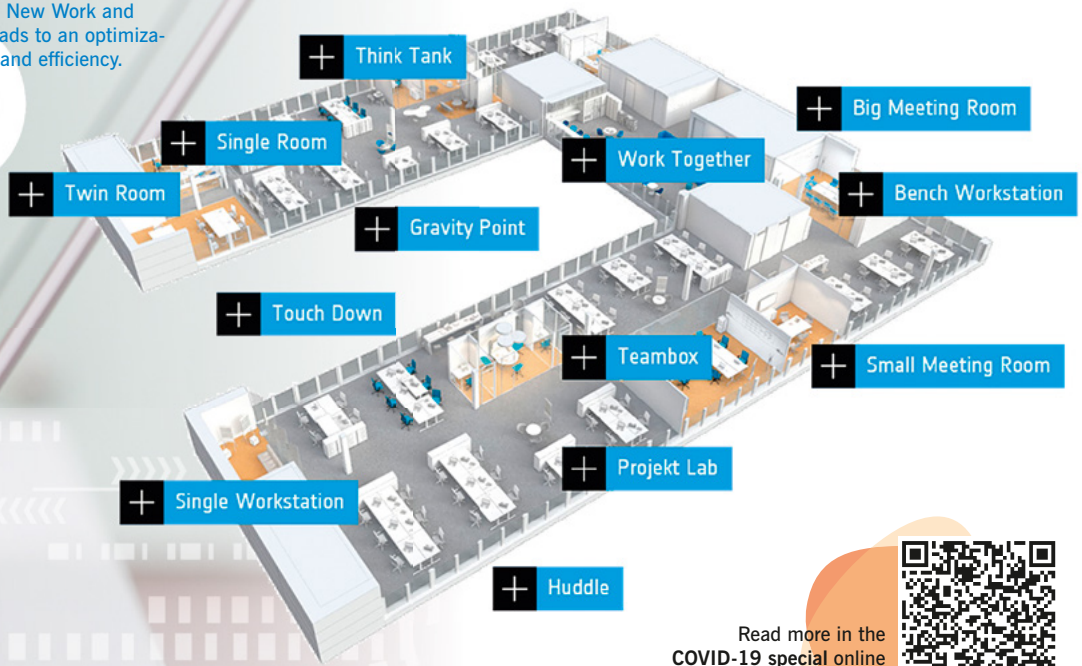 New Work and
ads to an optimiza-
and efficiency.
Think Tank
Big Meeting Room
Single Room
Work Together
Twin Room
Bench Workstation
Gravity Point
Touch Down
Teambox
Small Meeting Room
Projekt Lab
Single Workstation
Huddle
Read more in the
COVID-19 special online